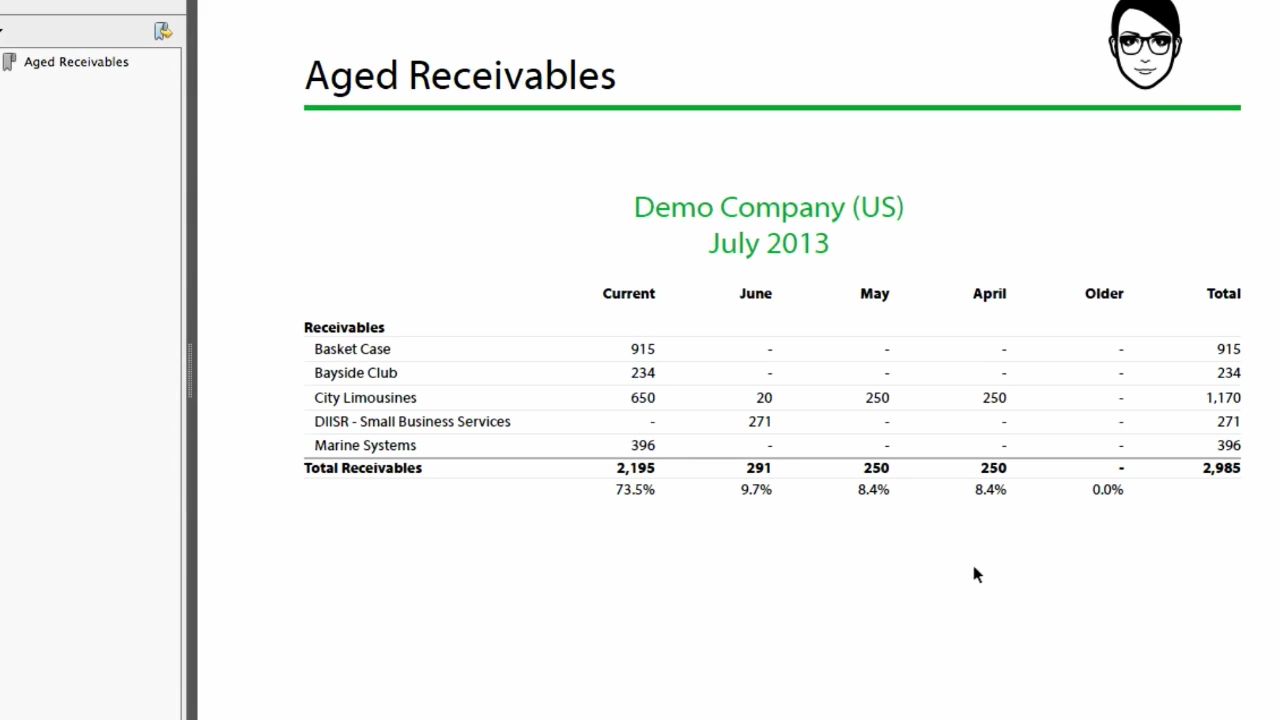 Aged Receivables
Aged Receivables
Demo Company (US)
July 2013
Current June May April Older Total
Receivables
Basket Case 915 - - - - 915
Bayside Club 234 - - - - 234
City Limousines 650 20 250 250 - 1,170
DIISR - Small Business Services - 271 - - - 271
Marine Systems 396 - - - - 396
Total Receivables 2,195 291 250 250 - 2,985
73.5% 9.7% 8.4% 8.4% 0.0%